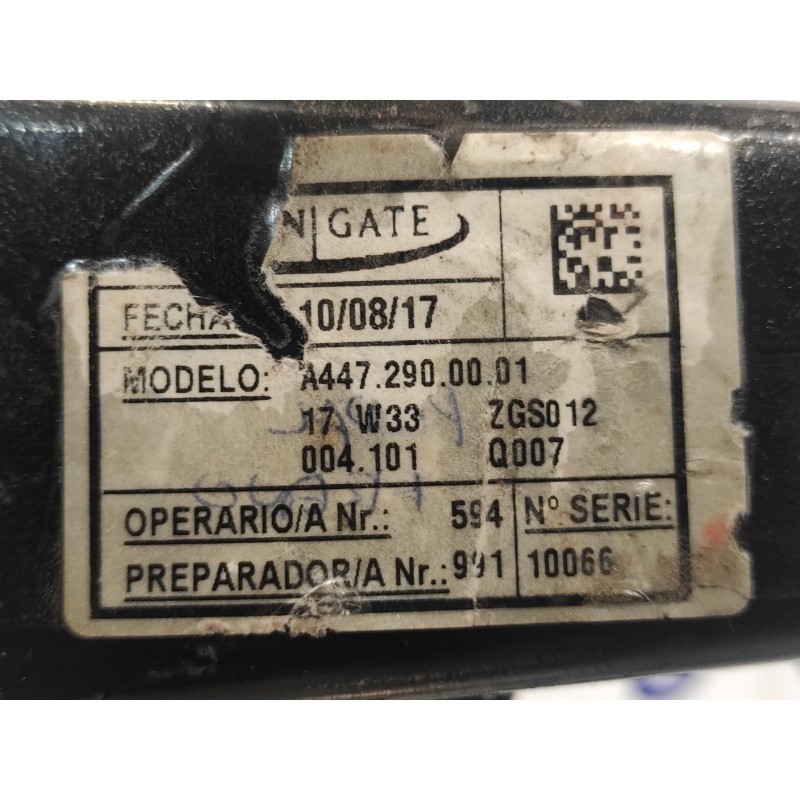 N|GATE
FECHA 10/08/17
MODELO: A447.290.00.01
17 W33 ZGS012
004.101 Q007
OPERARIO/A Nr.: 594 Nº SERIE:
PREPARADOR/A Nr.: 991 10066